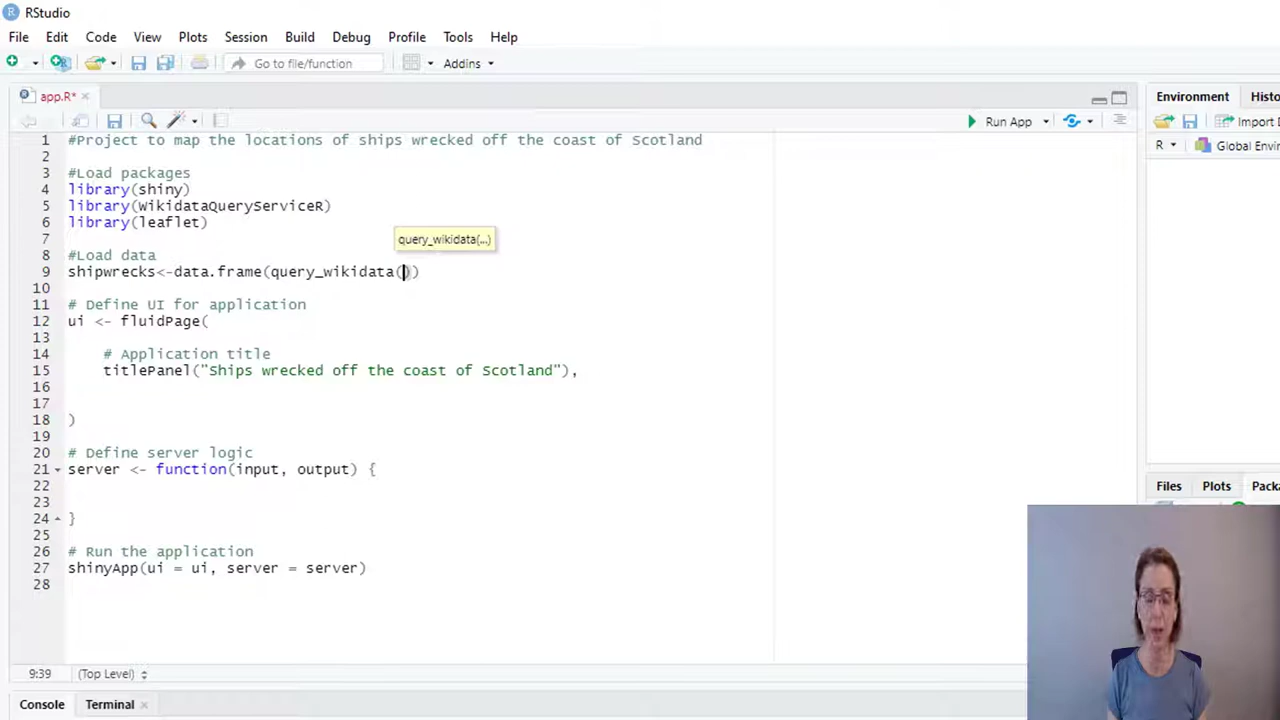 RStudio
File Edit Code View Plots Session Build Debug Profile Tools Help
Go to file/function Addins
app.R*
Run App
1 #Project to map the locations of ships wrecked off the coast of Scotland
2
3 #Load packages
4 library(shiny)
5 library(WikidataQueryServiceR)
6 library(leaflet)
7
query_wikidata(...)
8 #Load data
9 shipwrecks<-data.frame(query_wikidata())
10
11 # Define UI for application
12 ui <- fluidPage(
13
14 # Application title
15 titlePanel("Ships wrecked off the coast of Scotland"),
16
17
18 )
19
20 # Define server logic
21 server <- function(input, output) {
22
23
24 }
25
26 # Run the application
27 shinyApp(ui = ui, server = server)
28
9:39 (Top Level)
Console Terminal
Environment Histo
Import D
R Global Envir
Files Plots Packa